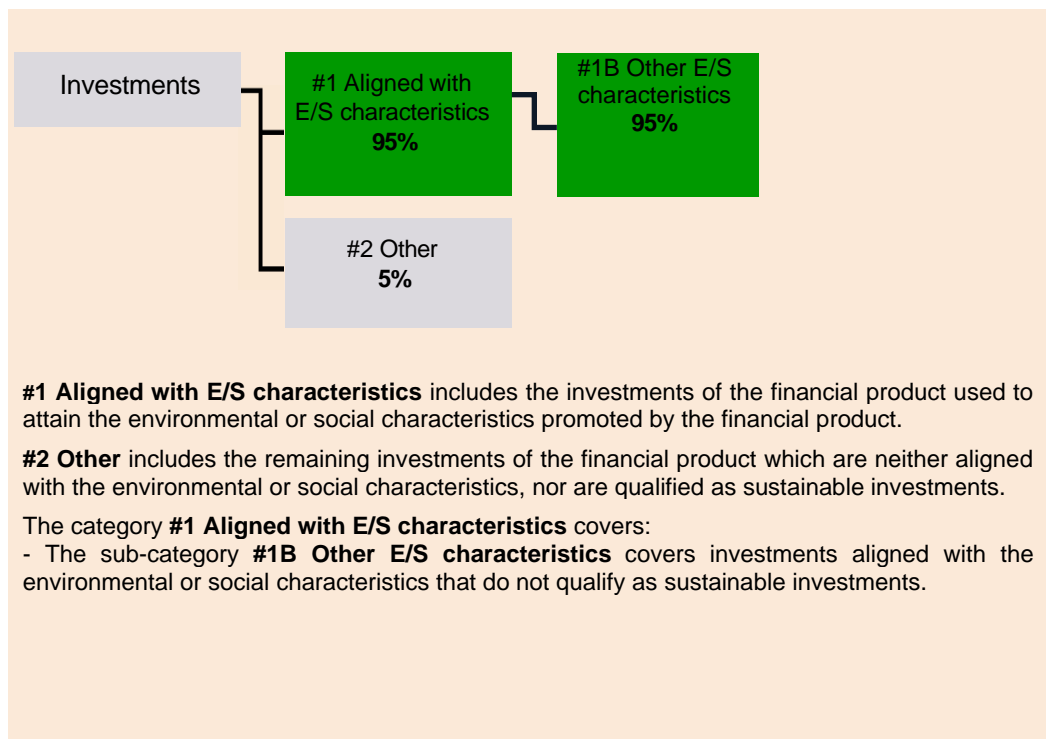 Investments
#1 Aligned with
E/S characteristics
95%
#1B Other E/S
characteristics
95%
#2 Other
5%
#1 Aligned with E/S characteristics includes the investments of the financial product used to
attain the environmental or social characteristics promoted by the financial product.
#2 Other includes the remaining investments of the financial product which are neither aligned
with the environmental or social characteristics, nor are qualified as sustainable investments.
The category #1 Aligned with E/S characteristics covers:
- The sub-category #1B Other E/S characteristics covers investments aligned with the
environmental or social characteristics that do not qualify as sustainable investments.